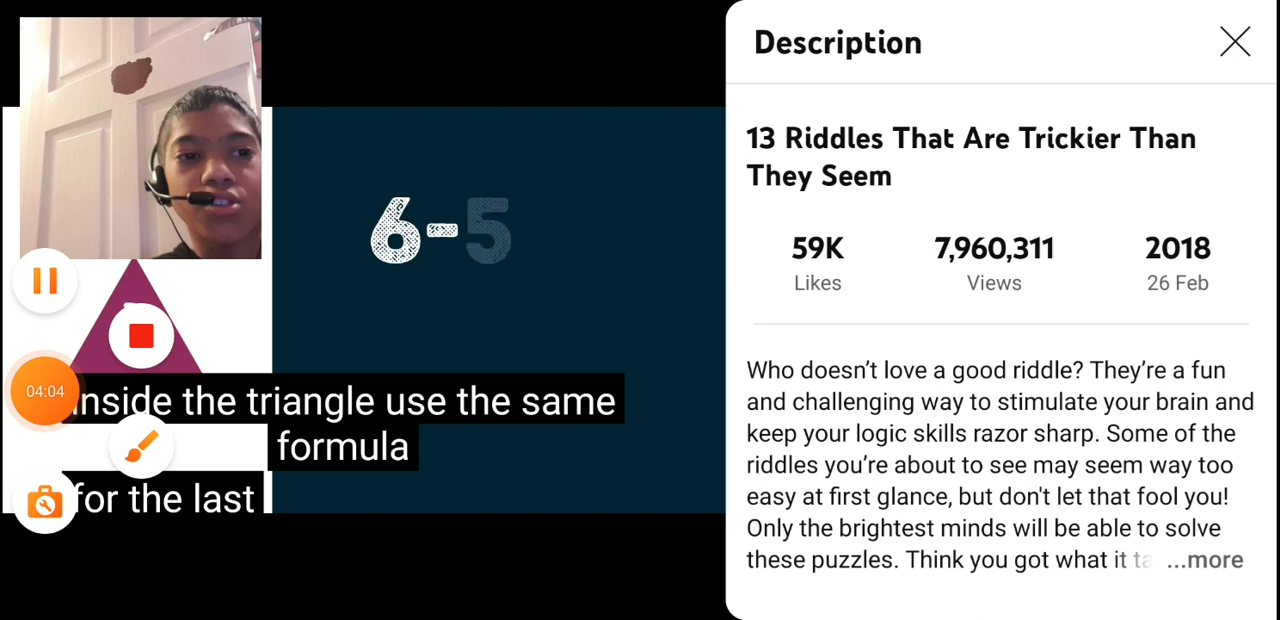 6-5
04:04
inside the triangle use the same
formula
for the last
Description
13 Riddles That Are Trickier Than
They Seem
59K
7,960,311
2018
Likes
Views
26 Feb
Who doesn’t love a good riddle? They’re a fun
and challenging way to stimulate your brain and
keep your logic skills razor sharp. Some of the
riddles you’re about to see may seem way too
easy at first glance, but don't let that fool you!
Only the brightest minds will be able to solve
these puzzles. Think you got what it ta ...more